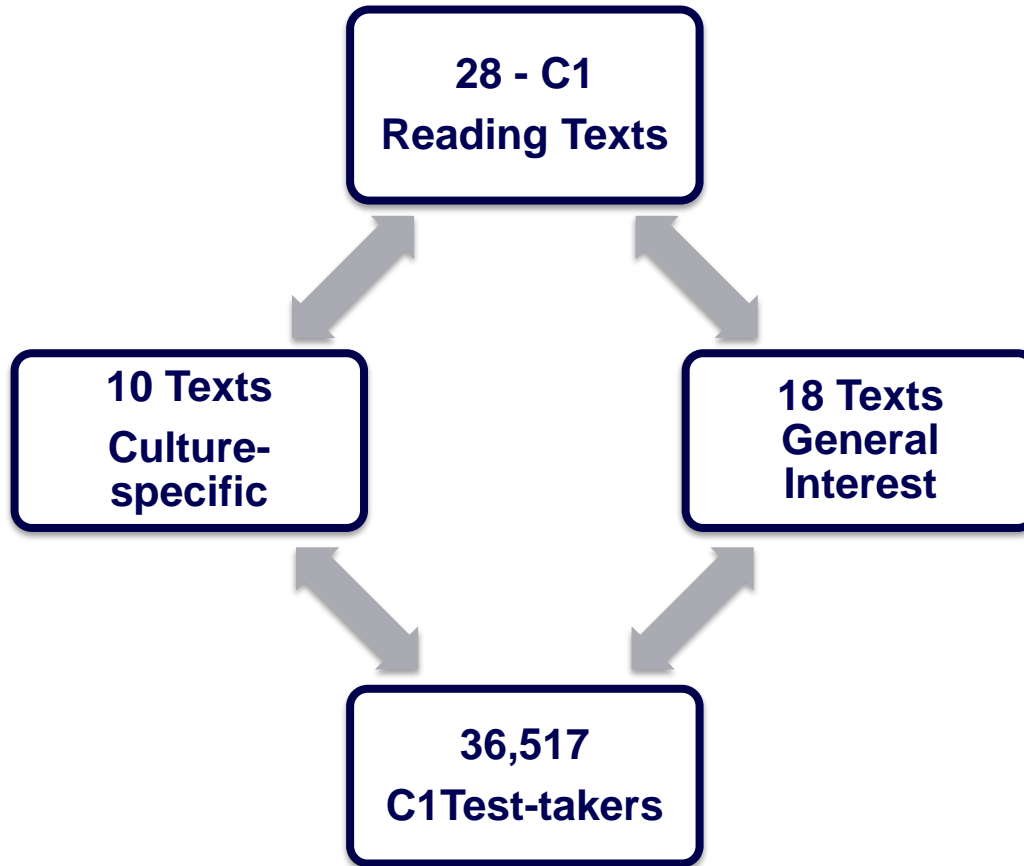 28 - C1
Reading Texts
10 Texts
Culture-
specific
18 Texts
General
Interest
36,517
C1Test-takers